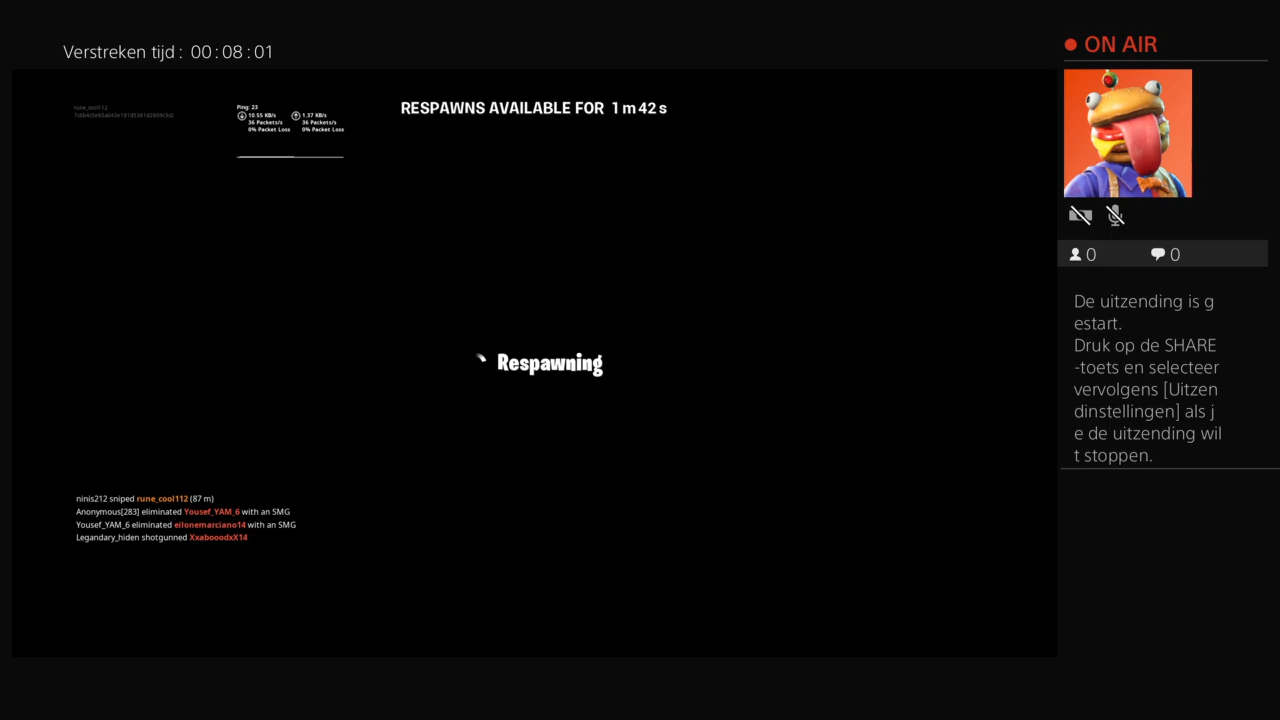 Verstreken tijd : 00:08:01
ON AIR
rune_cool112
Ping: 23
10.55 KB/s
36 Packets/s
0% Packet Loss
1.37 KB/s
36 Packets/s
0% Packet Loss
RESPAWNS AVAILABLE FOR 1m42s
0
0
De uitzending is g
estart.
Druk op de SHARE
-toets en selecteer
vervolgens [Uitzen
dinstellingen] als j
e de uitzending wil
t stoppen.
Respawning
ninis212 sniped rune_cool112 (87 m)
Anonymous[283] eliminated Yousef_YAM_6 with an SMG
Yousef_YAM_6 eliminated eilonemarciano14 with an SMG
Legandary_hiden shotgunned XxabooodxX14